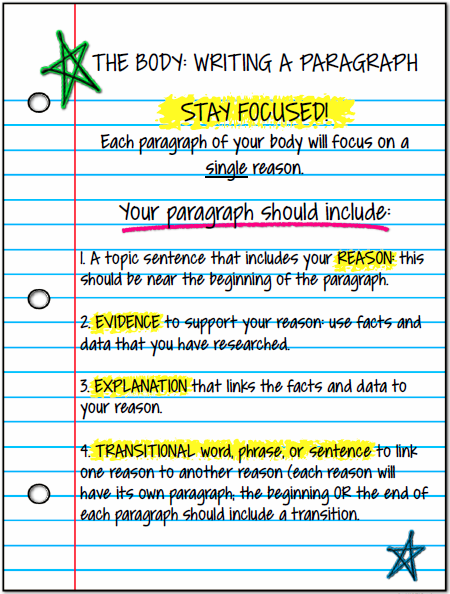 THE BODY: WRITING A PARAGRAPH
STAY FOCUSED!
Each paragraph of your body will focus on a
single reason.
Your paragraph should include:
1. A topic sentence that includes your REASON: this
should be near the beginning of the paragraph.
2. EVIDENCE to support your reason: use facts and
data that you have researched.
3. EXPLANATION that links the facts and data to
your reason.
4. TRANSITIONAL word, phrase, or sentence to link
one reason to another reason (each reason will
have its own paragraph; the beginning OR the end of
each paragraph should include a transition.